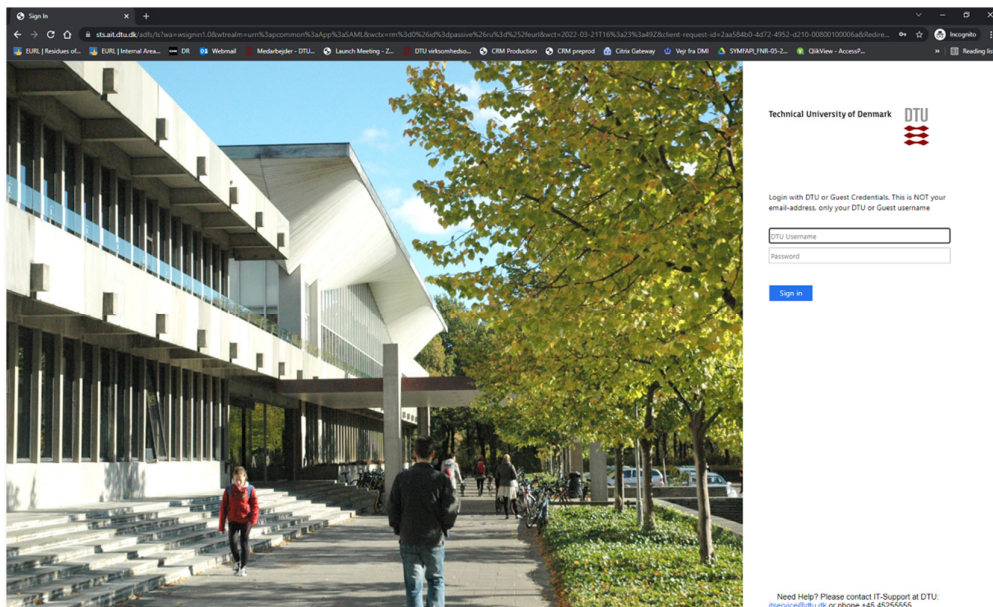 Sign In
sts.ait.dtu.dk/adfs/ls?wa=wsignin1.0&wtrealm=urn%3apcommon%3aApp%3aSAML&wctx=rm%3d0%26id%3dpassive%26ru%3d%252feurl&wct=2022-03-21T16%3a23%3a49Z&client-request-id=2aa584b0-4d72-4952-d210-00800100006a&Redire...
Incognito
EURL | Residues of... EURL | Internal Area... DR Webmail Medarbejder - DTU... Launch Meeting - Z... DTU virksomhedso... CRM Production CRM preprod Citrix Gateway Vejr fra DMI SYMFAPI_FNR-05-2... QlikView - AccessP... » Reading list
Technical University of Denmark DTU
Login with DTU or Guest Credentials. This is NOT your
email-address, only your DTU or Guest username
DTU Username
Password
Sign in
Need Help? Please contact IT-Support at DTU:
itservice@dtu.dk or phone +45 45255555